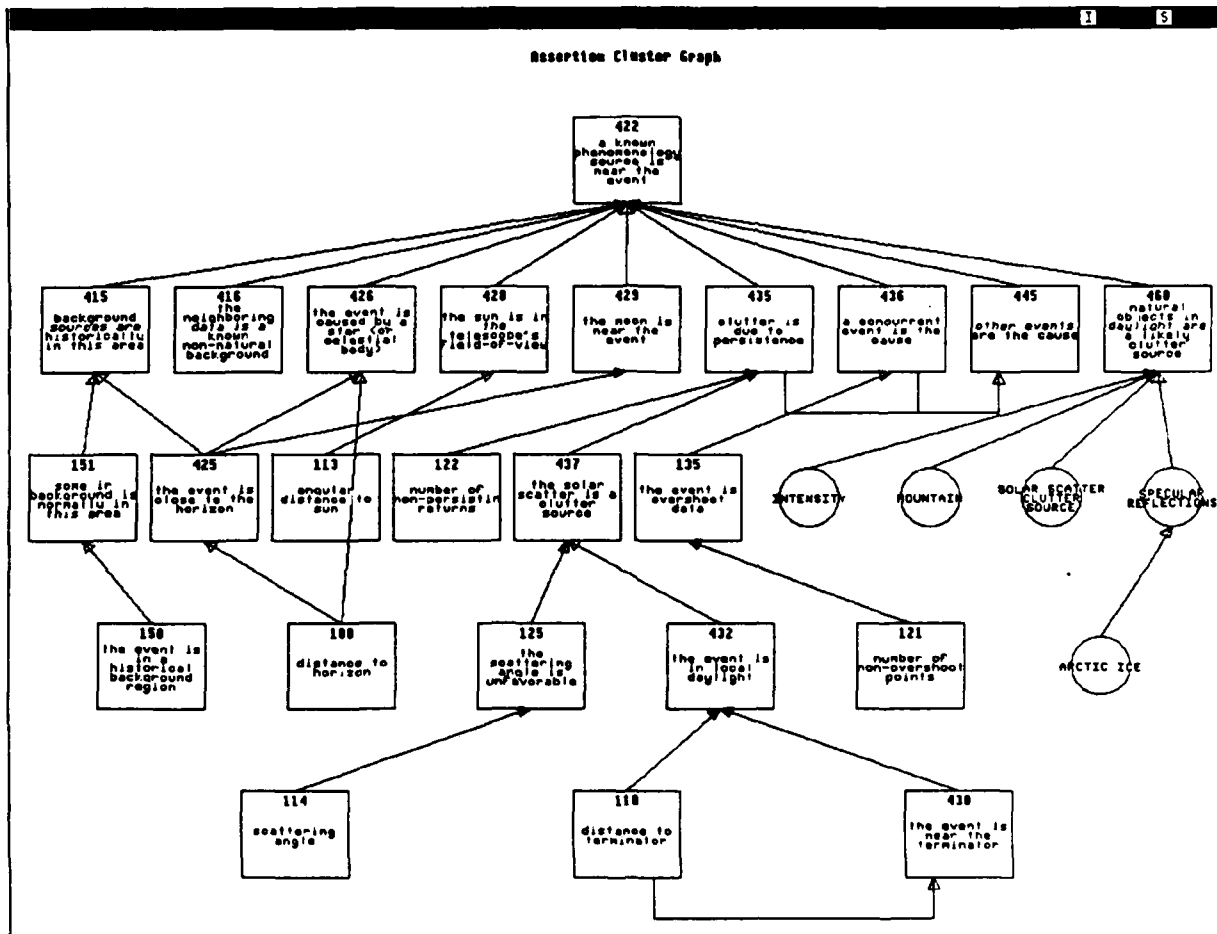 I S
Assertion Cluster Graph
422
a known
phenomenology
source is
near the
event
415
background
sources are
historically
in this area
416
the
neighboring
data is a
known
non-natural
background
426
the event is
caused by a
star (or
celestial
body)
428
the sun is in
the
telescope's
field-of-view
429
the moon is
near the
event
435
clutter is
due to
persistence
436
a concurrent
event is the
cause
445
other events
are the cause
460
natural
objects in
daylight are
a likely
clutter
source
151
some ir
background is
normally in
this area
425
the event is
close to the
horizon
113
angular
distance to
sun
122
number of
non-persistin
returns
437
the solar
scatter is a
clutter
source
135
the event is
overshoot
data
INTENSITY
MOUNTAIN
SOLAR SCATTER
CLUTTER
SOURCE
SPECULAR
REFLECTIONS
150
the event is
in a
historical
background
region
distance to
horizon
125
the
scattering
angle is
unfavorable
432
the event is
in local
daylight
121
number of
non-overshoot
points
ARCTIC ICE
114
scattering
angle
distance to
terminator
the event is
near the
terminator